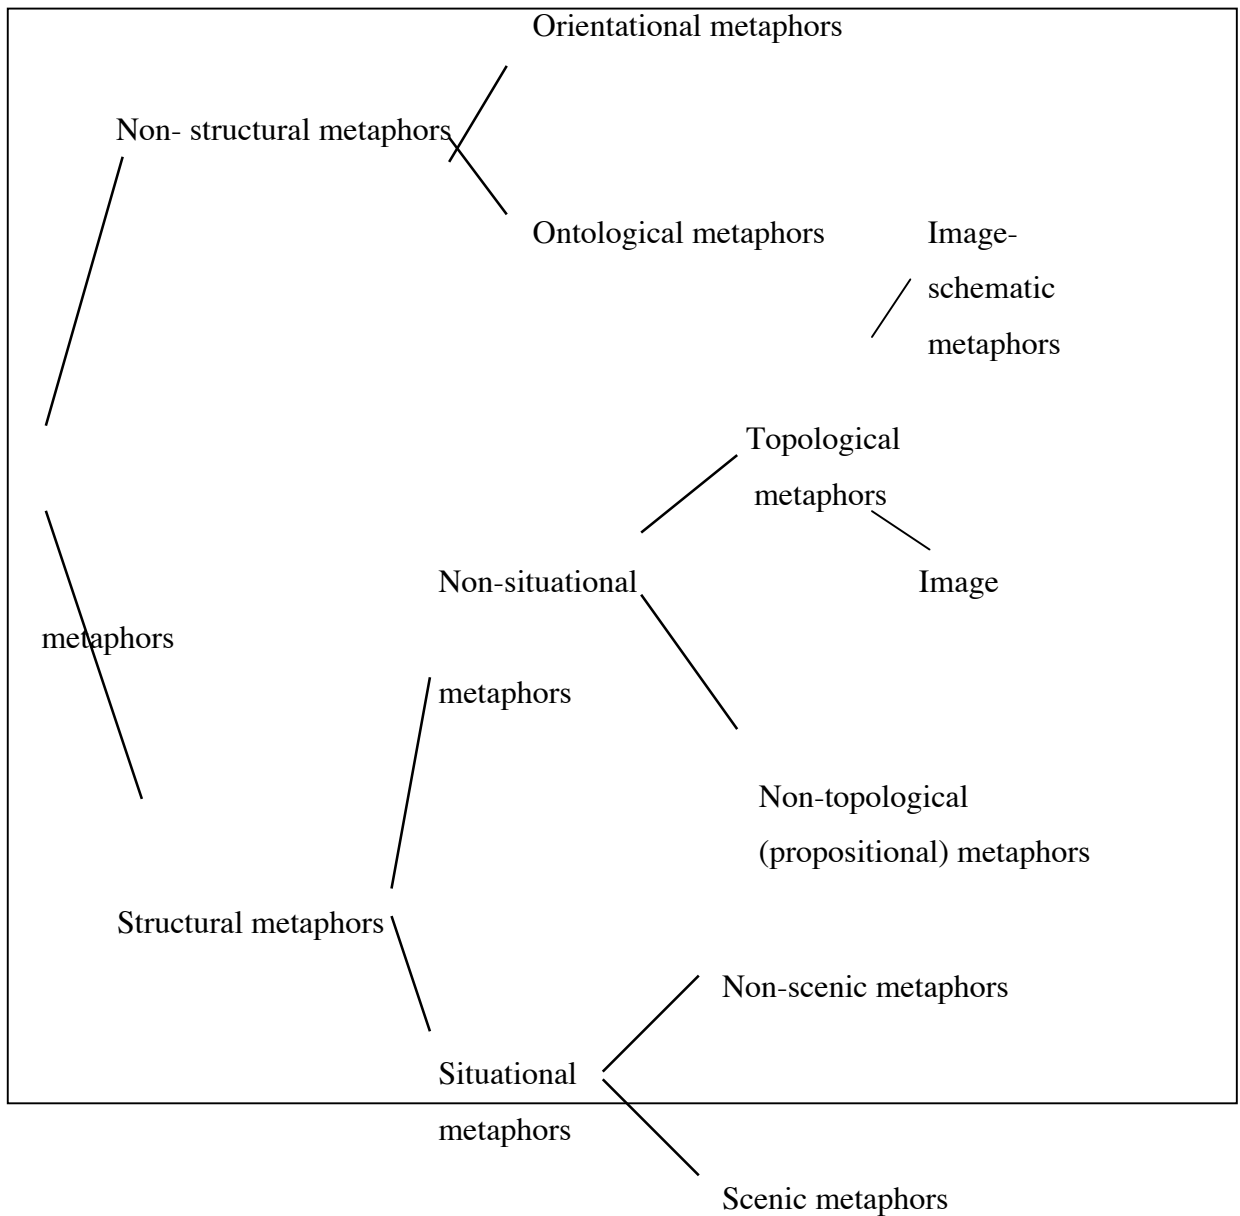 Orientational metaphors
Non- structural metaphors
Ontological metaphors
Image-
schematic
metaphors
Topological
metaphors
Non-situational
Image
metaphors
metaphors
Non-topological
(propositional) metaphors
Structural metaphors
Non-scenic metaphors
Situational
metaphors
Scenic metaphors